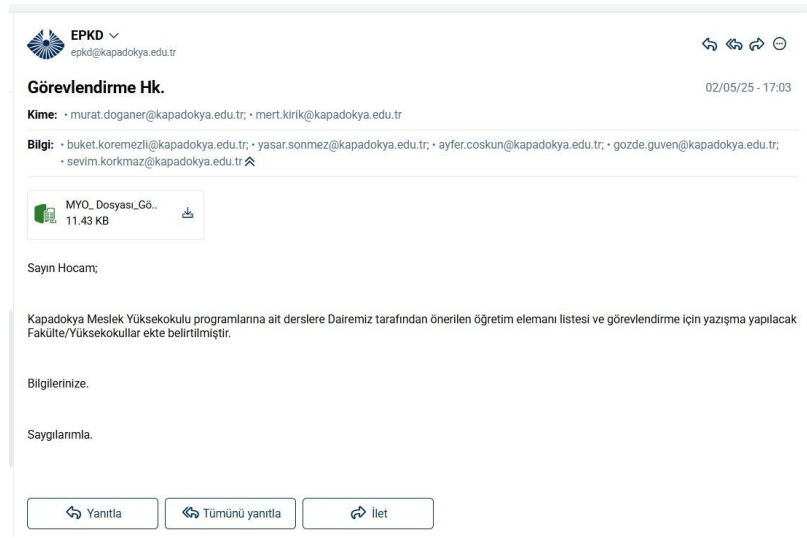 EPKD
epkd@kapadokya.edu.tr
Görevlendirme Hk.
02/05/25 - 17:03
Kime: • murat.doganer@kapadokya.edu.tr; • mert.kirik@kapadokya.edu.tr
Bilgi: • buket.koremezli@kapadokya.edu.tr; • yasar.sonmez@kapadokya.edu.tr; • ayfer.coskun@kapadokya.edu.tr; • gozde.guven@kapadokya.edu.tr;
• sevim.korkmaz@kapadokya.edu.tr
MYO_ Dosyası_Gö..
11.43 KB
Sayın Hocam;
Kapadokya Meslek Yüksekokulu programlarına ait derslere Dairemiz tarafından önerilen öğretim elemanı listesi ve görevlendirme için yazışma yapılacak
Fakülte/Yüksekokullar ekte belirtilmiştir.
Bilgilerinize.
Saygılarımla.
Yanıtla
Tümünü yanıtla
İlet